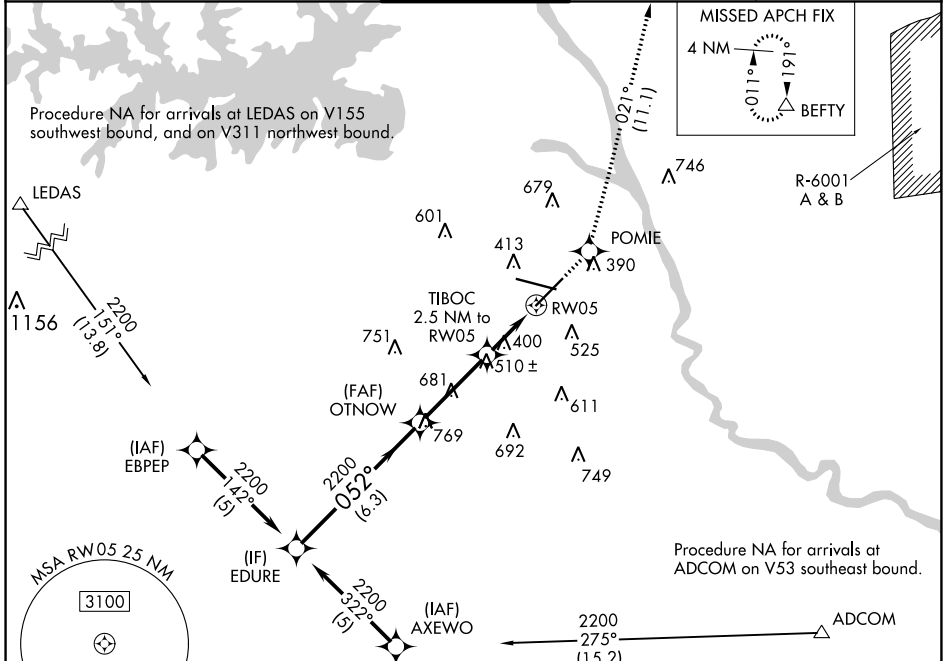 MISSED APCH FIX
4 NM
011°
191°
BEFTY
Procedure NA for arrivals at LEDAS on V155
southwest bound, and on V311 northwest bound.
021°
(11.1)
R-6001
A & B
746
LEDAS
679
601
413
POMIE
390
1156
2200
151°
(13.8)
TIBOC
2.5 NM to
RW05
RW05
751
400
525
510 ±
(FAF)
OTNOW
681
611
769
692
749
(IAF)
EBPEP
2200
142°
(5)
2200
052°
(6.3)
(IF)
EDURE
Procedure NA for arrivals at
ADCOM on V53 southeast bound.
MSA RW05 25 NM
3100
2200
322°
(5)
(IAF)
AXEWO
2200
275°
(15.2)
ADCOM